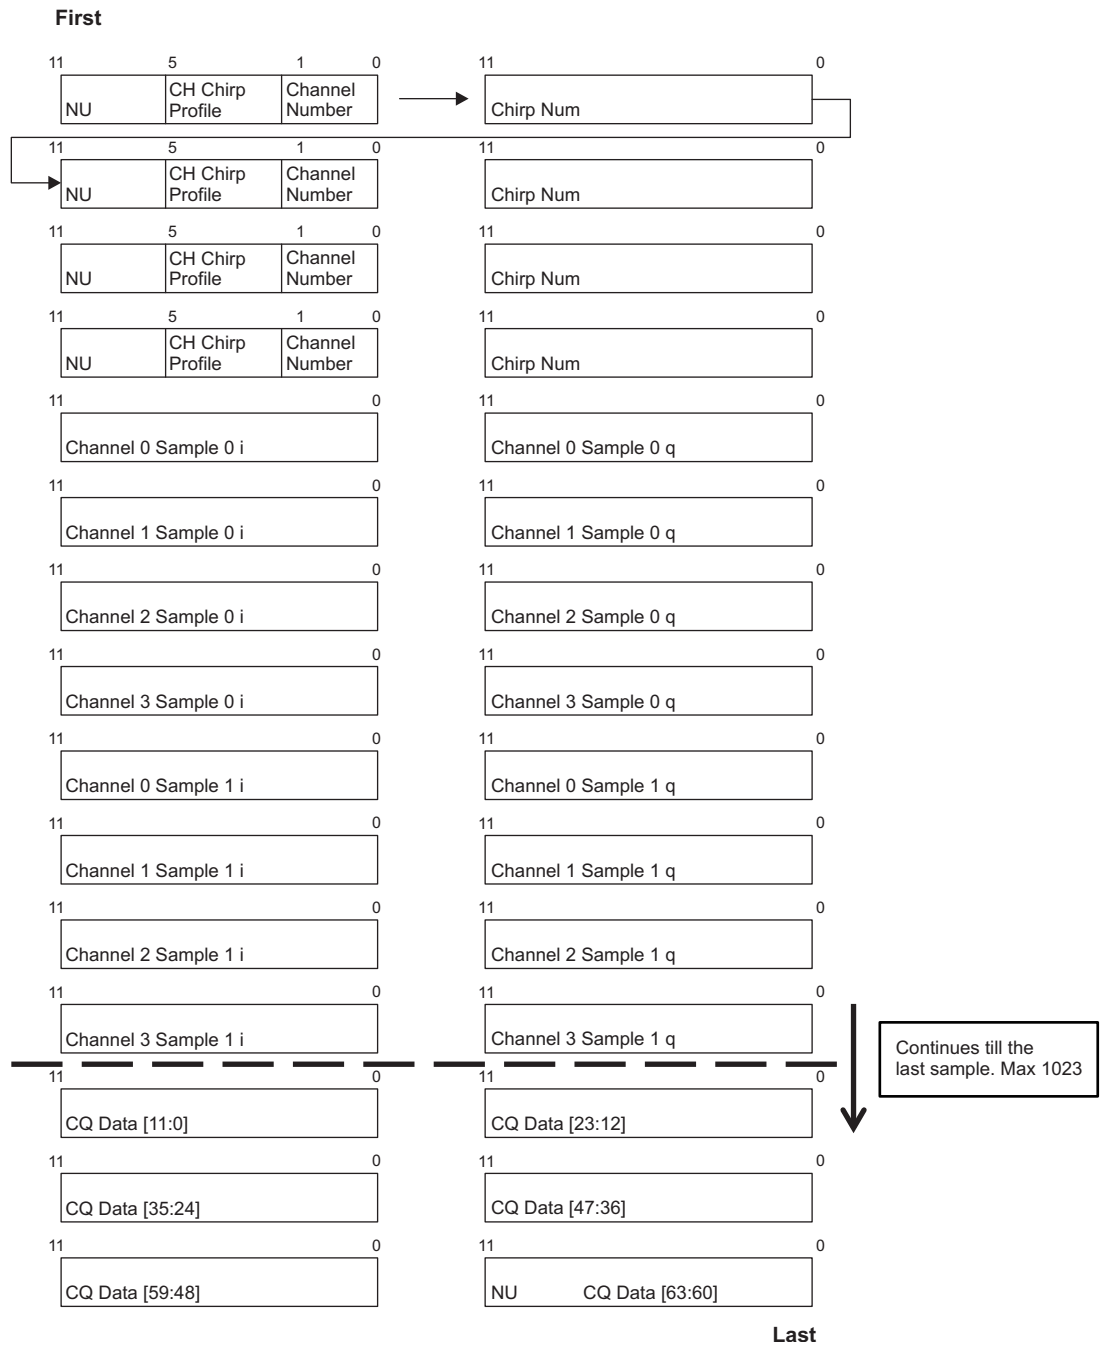 First
11 5 1 0 11 0
NU CH Chirp Profile Channel Number Chirp Num
11 5 1 0 11 0
NU CH Chirp Profile Channel Number Chirp Num
11 5 1 0 11 0
NU CH Chirp Profile Channel Number Chirp Num
11 5 1 0 11 0
NU CH Chirp Profile Channel Number Chirp Num
11 0 11 0
Channel 0 Sample 0 i Channel 0 Sample 0 q
11 0 11 0
Channel 1 Sample 0 i Channel 1 Sample 0 q
11 0 11 0
Channel 2 Sample 0 i Channel 2 Sample 0 q
11 0 11 0
Channel 3 Sample 0 i Channel 3 Sample 0 q
11 0 11 0
Channel 0 Sample 1 i Channel 0 Sample 1 q
11 0 11 0
Channel 1 Sample 1 i Channel 1 Sample 1 q
11 0 11 0
Channel 2 Sample 1 i Channel 2 Sample 1 q
11 0 11 0
Channel 3 Sample 1 i Channel 3 Sample 1 q
Continues till the
last sample. Max 1023
11 0 11 0
CQ Data [11:0] CQ Data [23:12]
11 0 11 0
CQ Data [35:24] CQ Data [47:36]
11 0 11 0
CQ Data [59:48] NU CQ Data [63:60]
Last